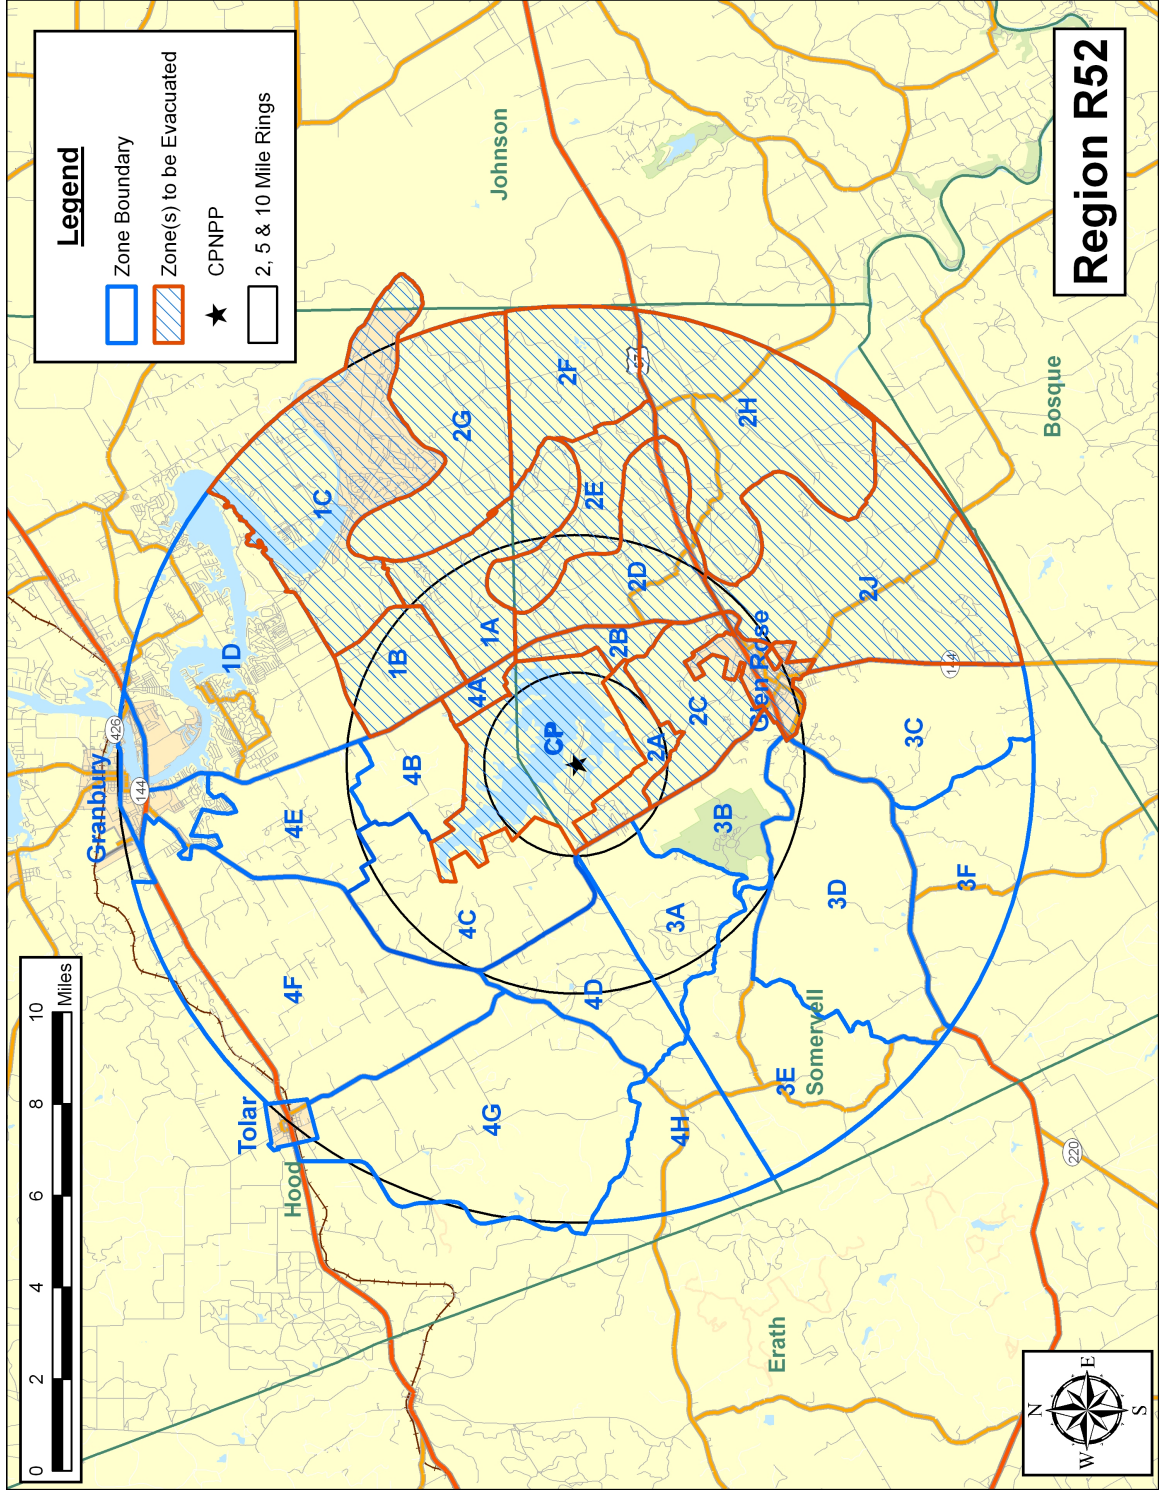 Legend
Zone Boundary
Zone(s) to be Evacuated
CPNPP
2, 5 & 10 Mile Rings
Region R52
0 2 4 6 8 10
Miles
N
W E
S
Granbury
Tolar
Glen Rose
Hood
Somervell
Erath
Bosque
Johnson
426
144
144
67
220
CP
1A
1B
1C
1D
2A
2B
2C
2D
2E
2F
2G
2H
2J
3A
3B
3C
3D
3E
3F
4A
4B
4C
4D
4E
4F
4G
4H